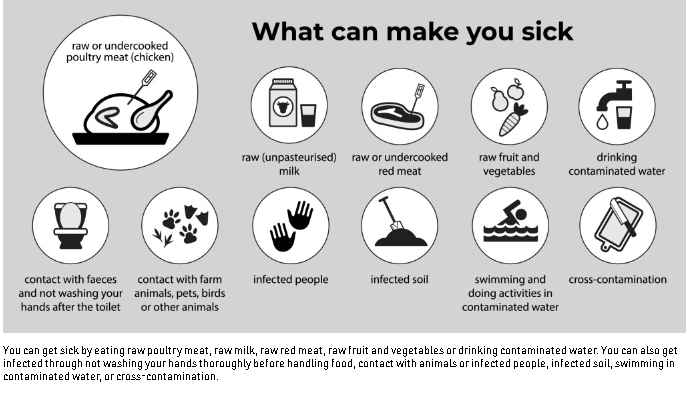 What can make you sick
raw or undercooked
poultry meat (chicken)
raw (unpasteurised)
milk
raw or undercooked
red meat
raw fruit and
vegetables
drinking
contaminated water
contact with faeces
and not washing your
hands after the toilet
contact with farm
animals, pets, birds
or other animals
infected people
infected soil
swimming and
doing activities in
contaminated water
cross-contamination
You can get sick by eating raw poultry meat, raw milk, raw red meat, raw fruit and vegetables or drinking contaminated water. You can also get
infected through not washing your hands thoroughly before handling food, contact with animals or infected people, infected soil, swimming in
contaminated water, or cross-contamination.